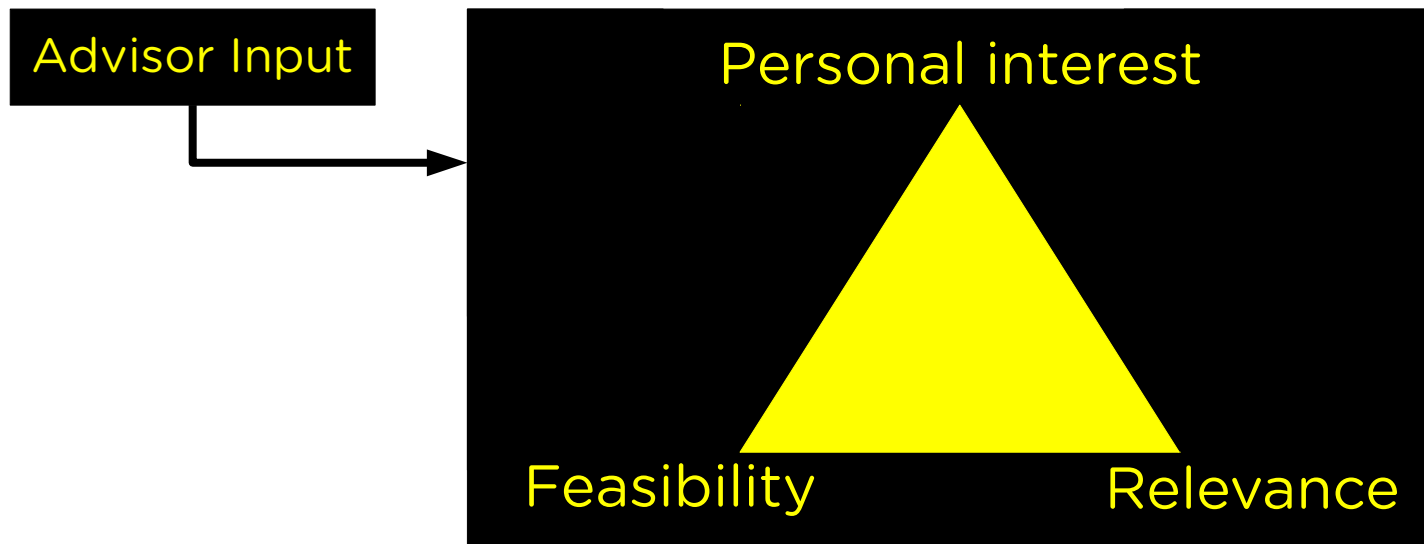 Advisor Input
Personal interest
Feasibility
Relevance